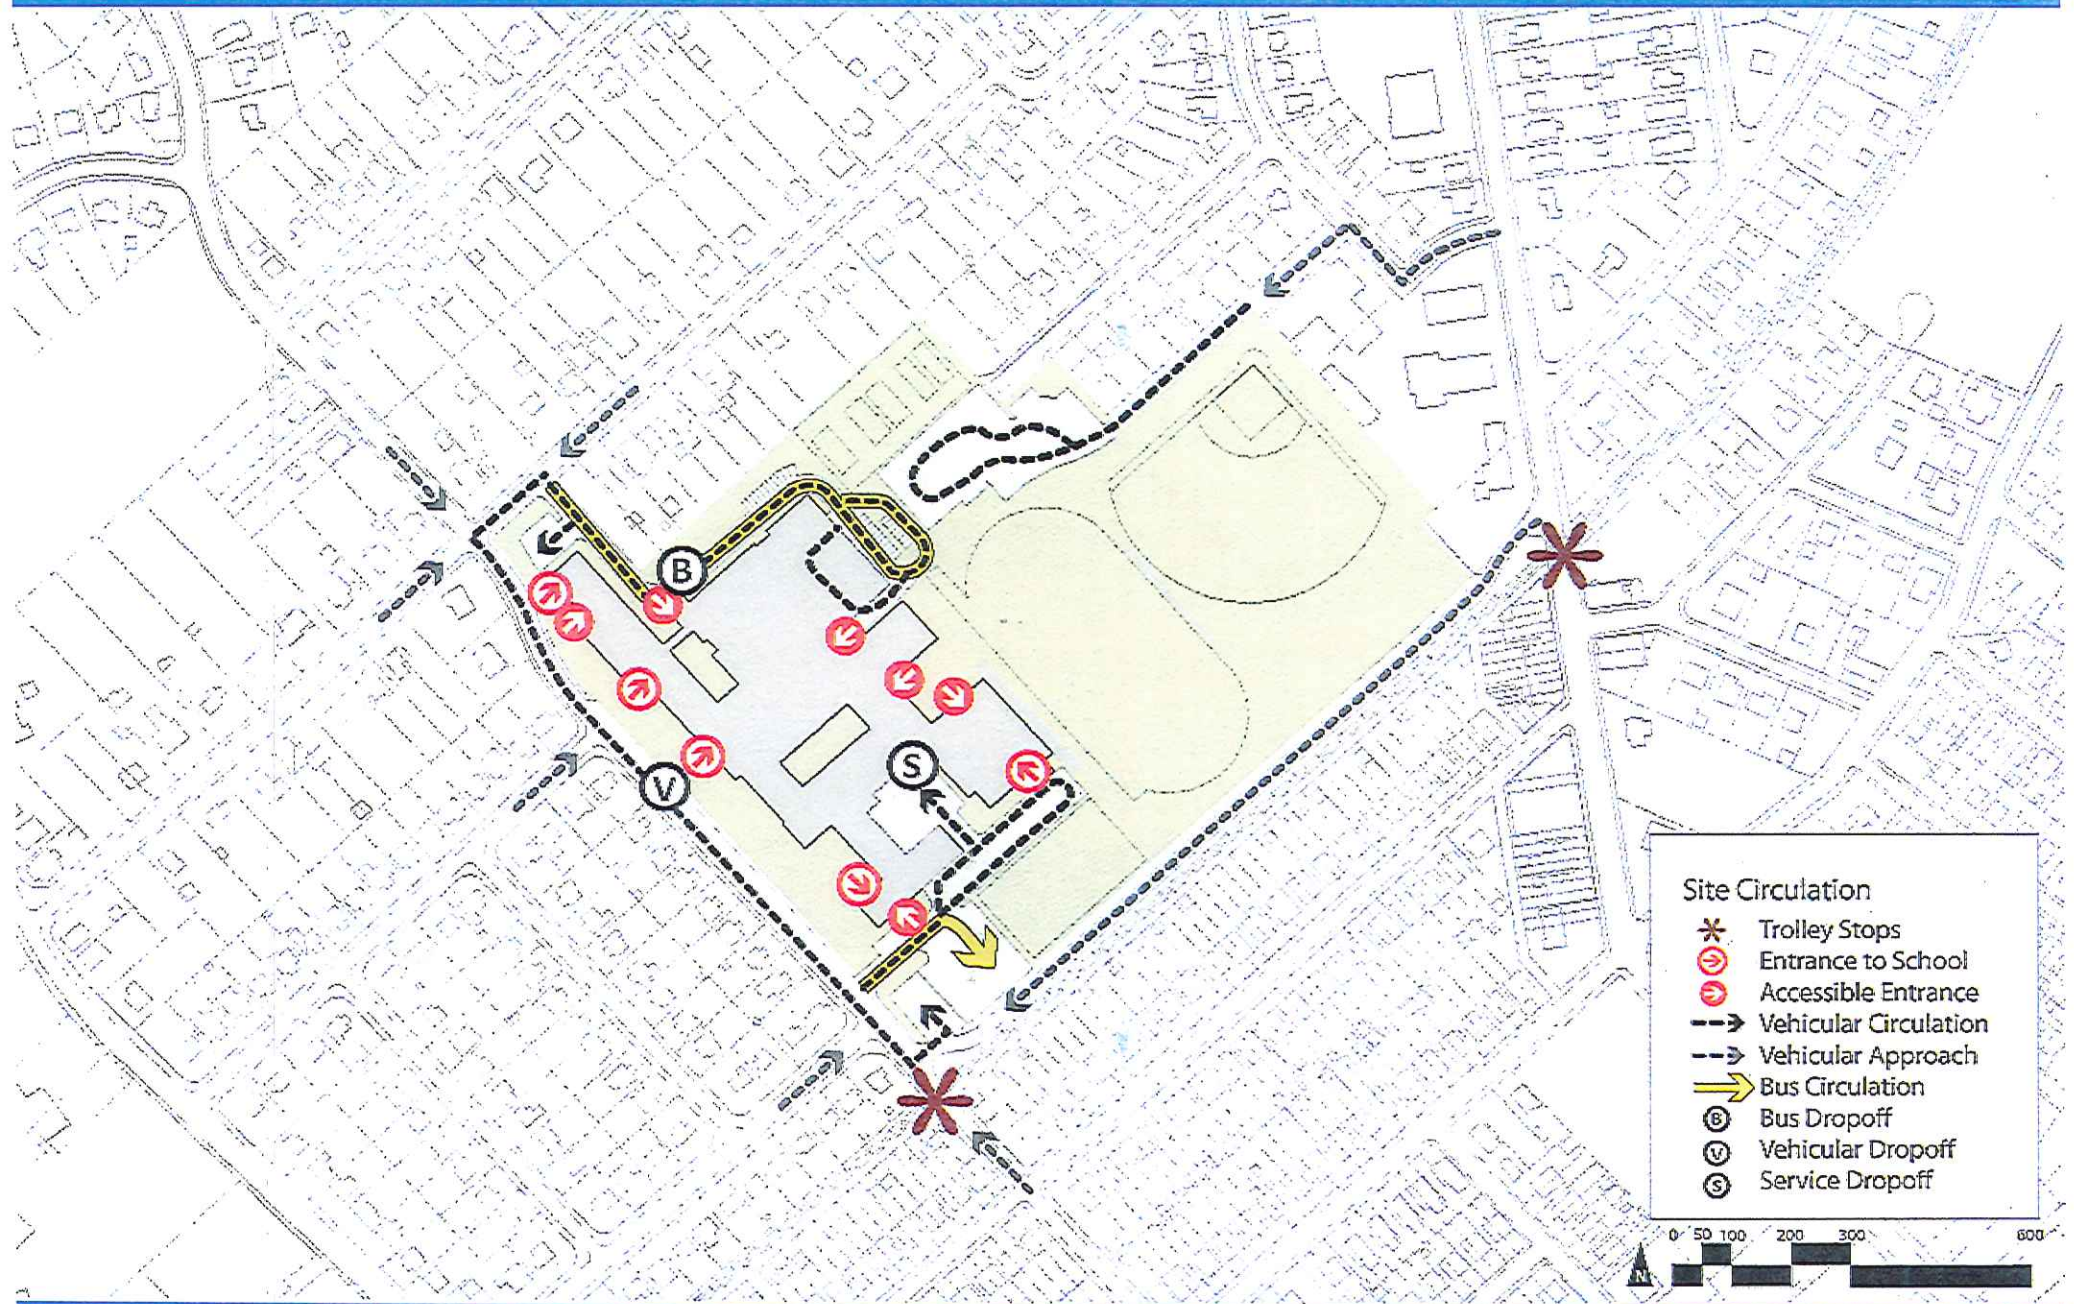 B
V
S
Site Circulation
Trolley Stops
Entrance to School
Accessible Entrance
Vehicular Circulation
Vehicular Approach
Bus Circulation
B Bus Dropoff
V Vehicular Dropoff
S Service Dropoff
0 50 100 200 300 600
N